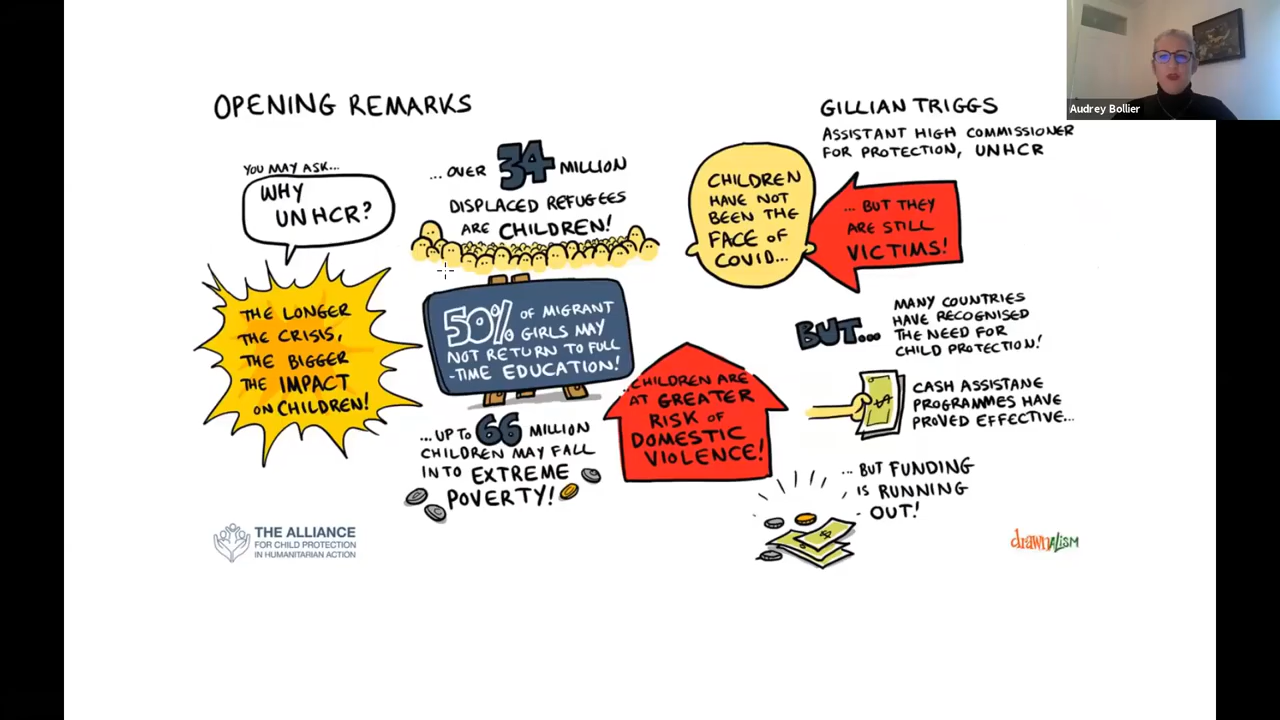 Audrey Bollier
OPENING REMARKS
GILLIAN TRIGGS
ASSISTANT HIGH COMMISSIONER
FOR PROTECTION, UNHCR
YOU MAY ASK...
WHY
UNHCR?
THE LONGER
THE CRISIS,
THE BIGGER
THE IMPACT
ON CHILDREN!
...OVER 34 MILLION
DISPLACED REFUGEES
ARE CHILDREN!
50% OF MIGRANT
GIRLS MAY
NOT RETURN TO FULL
-TIME EDUCATION!
...UP TO 66 MILLION
CHILDREN MAY FALL
INTO EXTREME
POVERTY!
CHILDREN
HAVE NOT
BEEN THE
FACE OF
COVID...
...BUT THEY
ARE STILL
VICTIMS!
CHILDREN ARE
AT GREATER
RISK OF
DOMESTIC
VIOLENCE!
BUT...
MANY COUNTRIES
HAVE RECOGNISED
THE NEED FOR
CHILD PROTECTION!
CASH ASSISTANE
PROGRAMMES HAVE
PROVED EFFECTIVE...
...BUT FUNDING
IS RUNNING
OUT!
THE ALLIANCE
FOR CHILD PROTECTION
IN HUMANITARIAN ACTION
drawnALISM